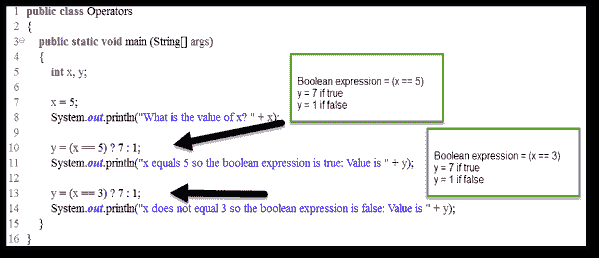 1 public class Operators
2 {
3 public static void main (String[] args)
4 {
5 int x, y;
6
7 x = 5;
8 System.out.println("What is the value of x? " + x);
9
10 y = (x == 5) ? 7 : 1;
11 System.out.println("x equals 5 so the boolean expression is true: Value is " + y);
12
13 y = (x == 3) ? 7 : 1;
14 System.out.println("x does not equal 3 so the boolean expression is false: Value is " + y);
15 }
16 }
Boolean expression = (x == 5)
y = 7 if true
y = 1 if false
Boolean expression = (x == 3)
y = 7 if true
y = 1 if false